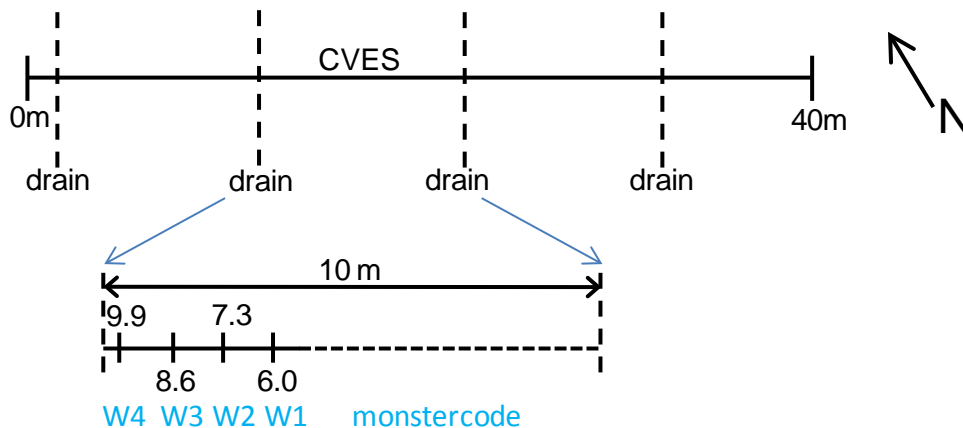 CVES
0m
40m
N
drain drain drain drain
10 m
9.9 7.3
8.6 6.0
W4 W3 W2 W1 monstercode